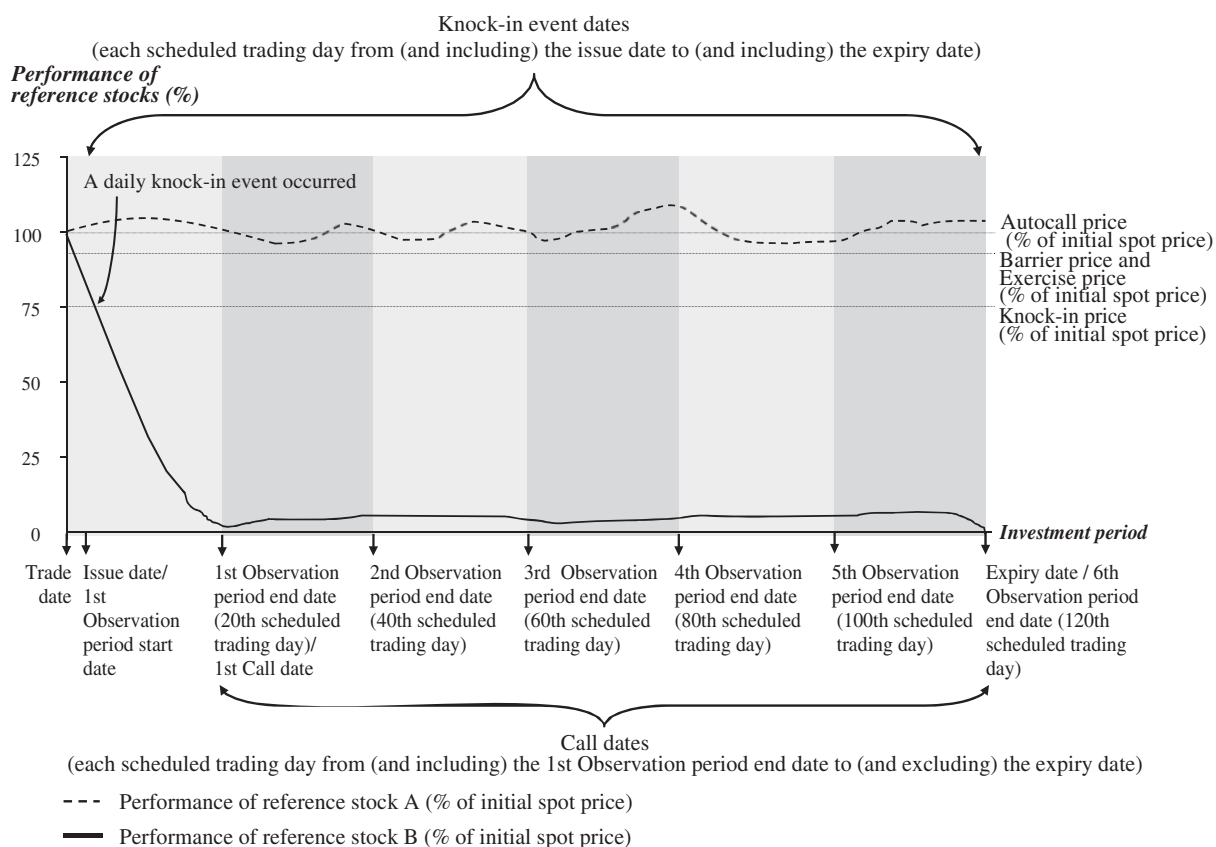 Knock-in event dates
(each scheduled trading day from (and including) the issue date to (and including) the expiry date)
Performance of
reference stocks (%)
125
100
75
50
25
0
A daily knock-in event occurred
Autocall price
(% of initial spot price)
Barrier price and
Exercise price
(% of initial spot price)
Knock-in price
(% of initial spot price)
Investment period
Trade
date
Issue date/
1st
Observation
period start
date
1st Observation
period end date
(20th scheduled
trading day)/
1st Call date
2nd Observation
period end date
(40th scheduled
trading day)
3rd Observation
period end date
(60th scheduled
trading day)
4th Observation
period end date
(80th scheduled
trading day)
5th Observation
period end date
(100th scheduled
trading day)
Expiry date / 6th
Observation period
end date (120th
scheduled trading
day)
Call dates
(each scheduled trading day from (and including) the 1st Observation period end date to (and excluding) the expiry date)
Performance of reference stock A (% of initial spot price)
Performance of reference stock B (% of initial spot price)